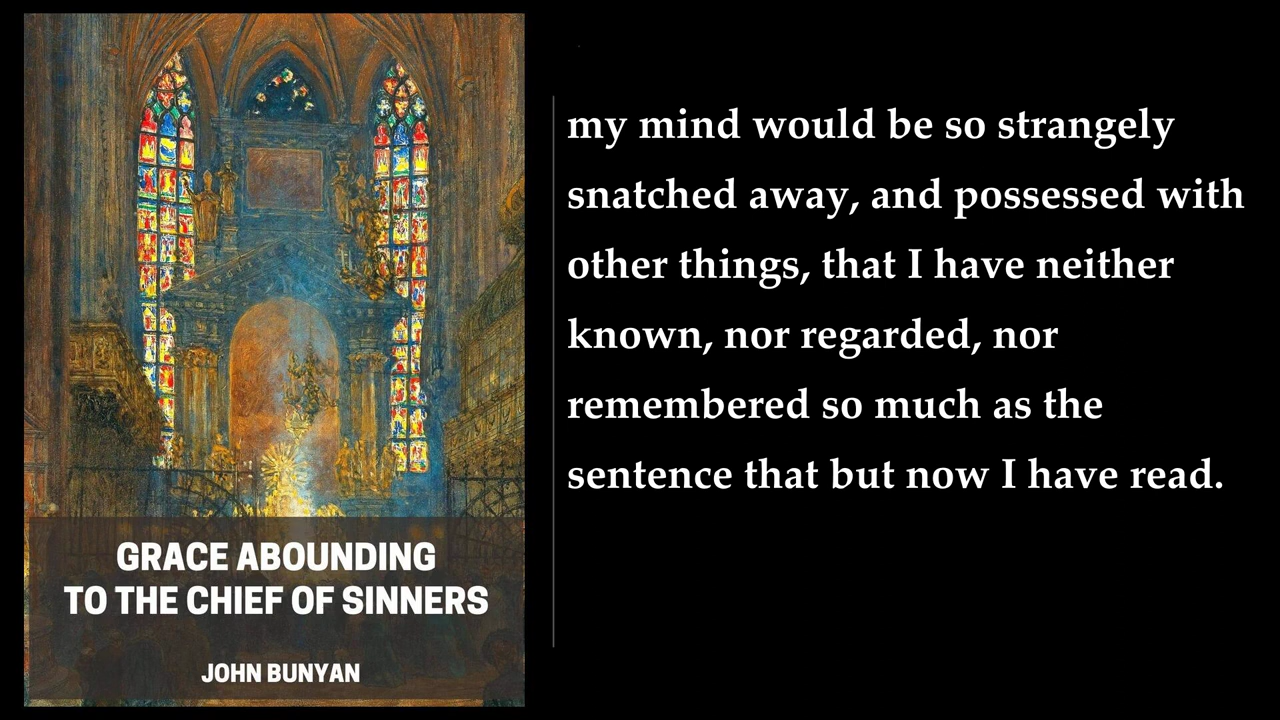 my mind would be so strangely
snatched away, and possessed with
other things, that I have neither
known, nor regarded, nor
remembered so much as the
sentence that but now I have read.
GRACE ABOUNDING
TO THE CHIEF OF SINNERS
JOHN BUNYAN